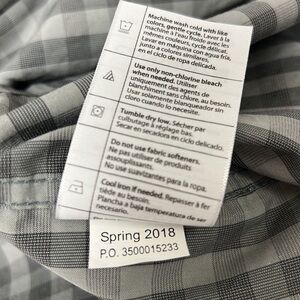 Machine wash cold with like
colors, gentle cycle. Laver à la
machine à l'eau froide avec les
mêmes couleurs, cycle délicat.
Lavar en máquina con agua fría,
junto a colores similares,
en el ciclo de ropa delicada.
Use only non-chlorine bleach
when needed. Utiliser
uniquement des agents de
blanchiment sans chlore, au besoin.
Usar solamente blanqueador sin
cloro cuando lo necesite.
Tumble dry low. Sécher par
culbutage à réglage bas.
Secar en secadora en ciclo delicado.
Do not use fabric softeners.
Ne pas utiliser de produits
assouplissants.
No use suavizantes para la ropa.
Cool iron if needed. Repasser à fer
tiède au besoin.
Plancha a baja temperatura de ser
necesario.
Spring 2018
P.O. 3500015233